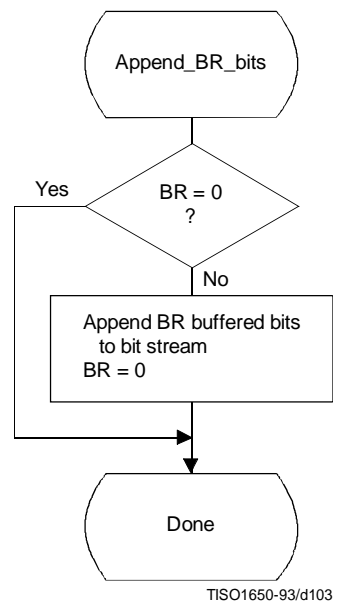 Append_BR_bits
Yes
BR = 0
?
No
Append BR buffered bits
to bit stream
BR = 0
Done
TISO1650-93/d103